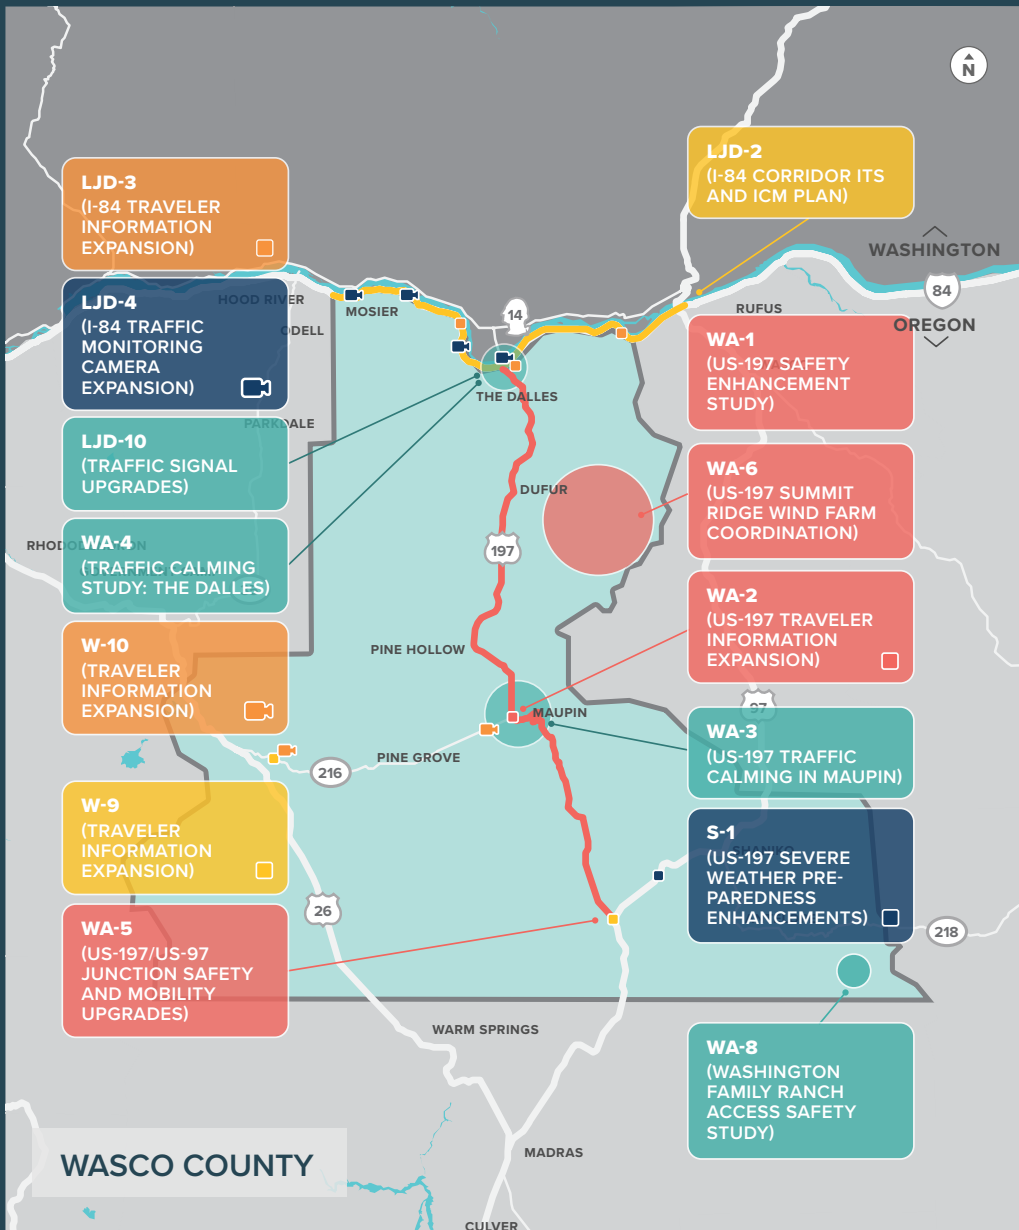 N
LJD-3
(I-84 TRAVELER
INFORMATION
EXPANSION)
LJD-2
(I-84 CORRIDOR ITS
AND ICM PLAN)
WASHINGTON
84
OREGON
LJD-4
(I-84 TRAFFIC
MONITORING
CAMERA
EXPANSION)
HOOD RIVER
ODELL
MOSIER
14
RUFUS
THE DALLES
PARKDALE
WA-1
(US-197 SAFETY
ENHANCEMENT
STUDY)
LJD-10
(TRAFFIC SIGNAL
UPGRADES)
WA-6
(US-197 SUMMIT
RIDGE WIND FARM
COORDINATION)
DUFUR
197
WA-4
(TRAFFIC CALMING
STUDY: THE DALLES)
WA-2
(US-197 TRAVELER
INFORMATION
EXPANSION)
W-10
(TRAVELER
INFORMATION
EXPANSION)
PINE HOLLOW
97
MAUPIN
WA-3
(US-197 TRAFFIC
CALMING IN MAUPIN)
PINE GROVE
216
W-9
(TRAVELER
INFORMATION
EXPANSION)
S-1
(US-197 SEVERE
WEATHER PRE-
PAREDNESS
ENHANCEMENTS)
SHANIKO
26
218
WA-5
(US-197/US-97
JUNCTION SAFETY
AND MOBILITY
UPGRADES)
WARM SPRINGS
WA-8
(WASHINGTON
FAMILY RANCH
ACCESS SAFETY
STUDY)
WASCO COUNTY
MADRAS
CULVER